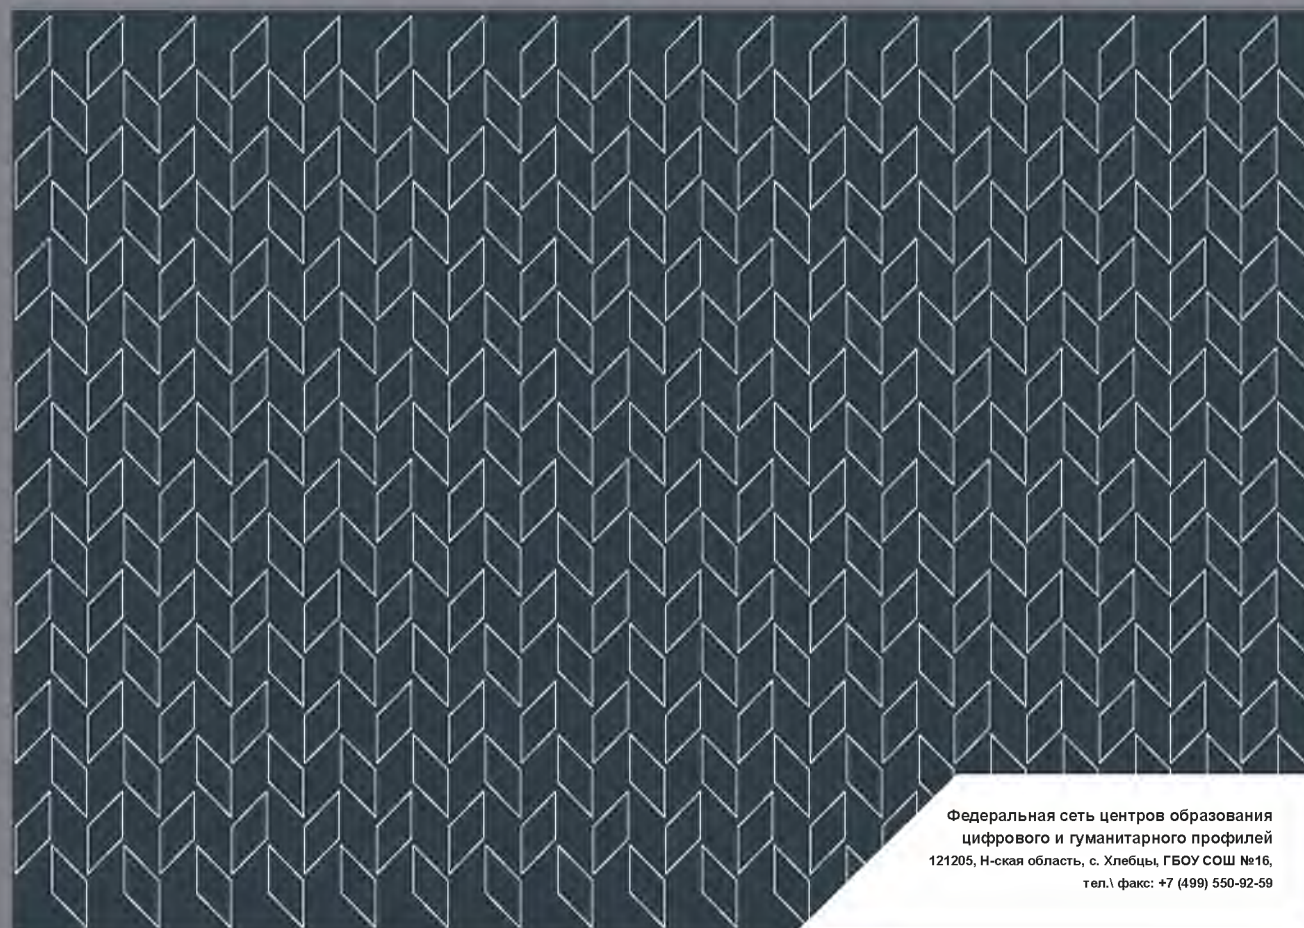 Федеральная сеть центров образования
цифрового и гуманитарного профилей
121205, Н-ская область, с. Хлебцы, ГБОУ СОШ №16,
тел.\ факс: +7 (499) 550-92-59